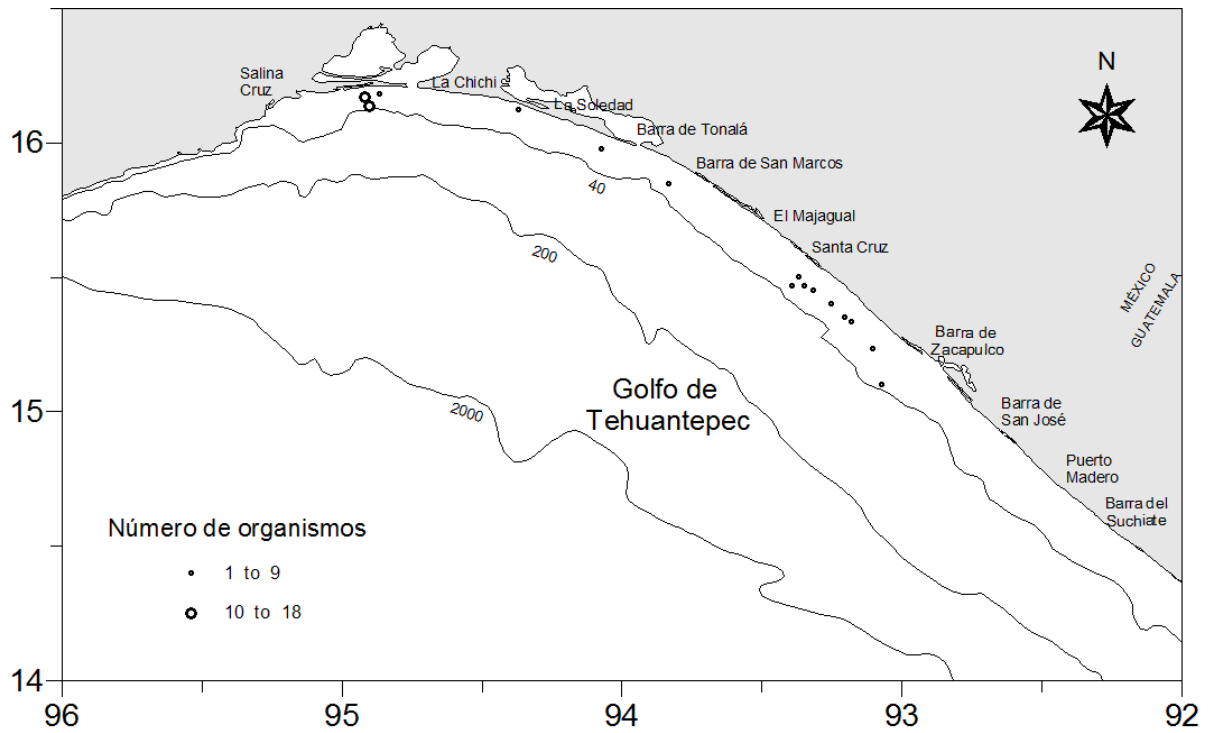 N
Salina
Cruz
La Chichi
La Soledad
Barra de Tonalá
Barra de San Marcos
El Majagual
Santa Cruz
MÉXICO
GUATEMALA
Barra de
Zacapulco
Barra de
San José
Puerto
Madero
Barra del
Suchiate
40
200
2000
Golfo de
Tehuantepec
Número de organismos
1 to 9
10 to 18
16
15
14
96
95
94
93
92